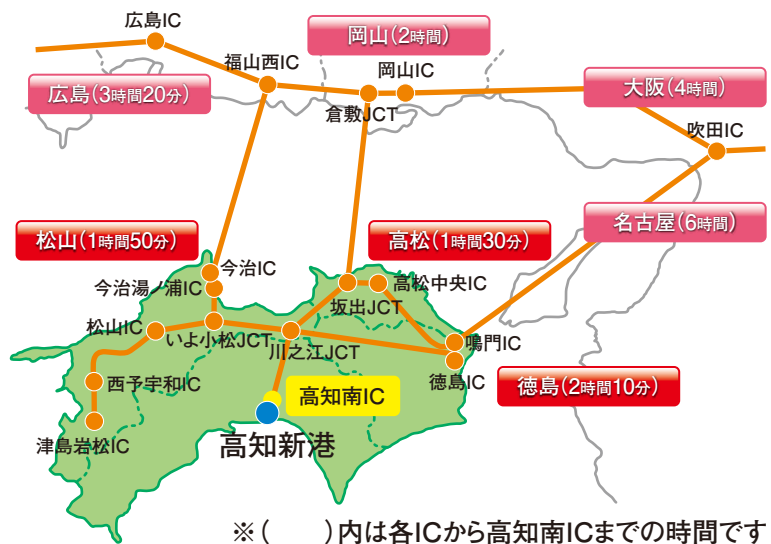 広島IC
岡山(2時間)
福山西IC
岡山IC
広島(3時間20分)
大阪(4時間)
倉敷JCT
吹田IC
名古屋(6時間)
松山(1時間50分)
高松(1時間30分)
今治IC
今治湯ノ浦IC
高松中央IC
坂出JCT
松山IC
いよ小松JCT
川之江JCT
鳴門IC
徳島IC
西予宇和IC
高知南IC
徳島(2時間10分)
津島岩松IC
高知新港
※(　　)内は各ICから高知南ICまでの時間です